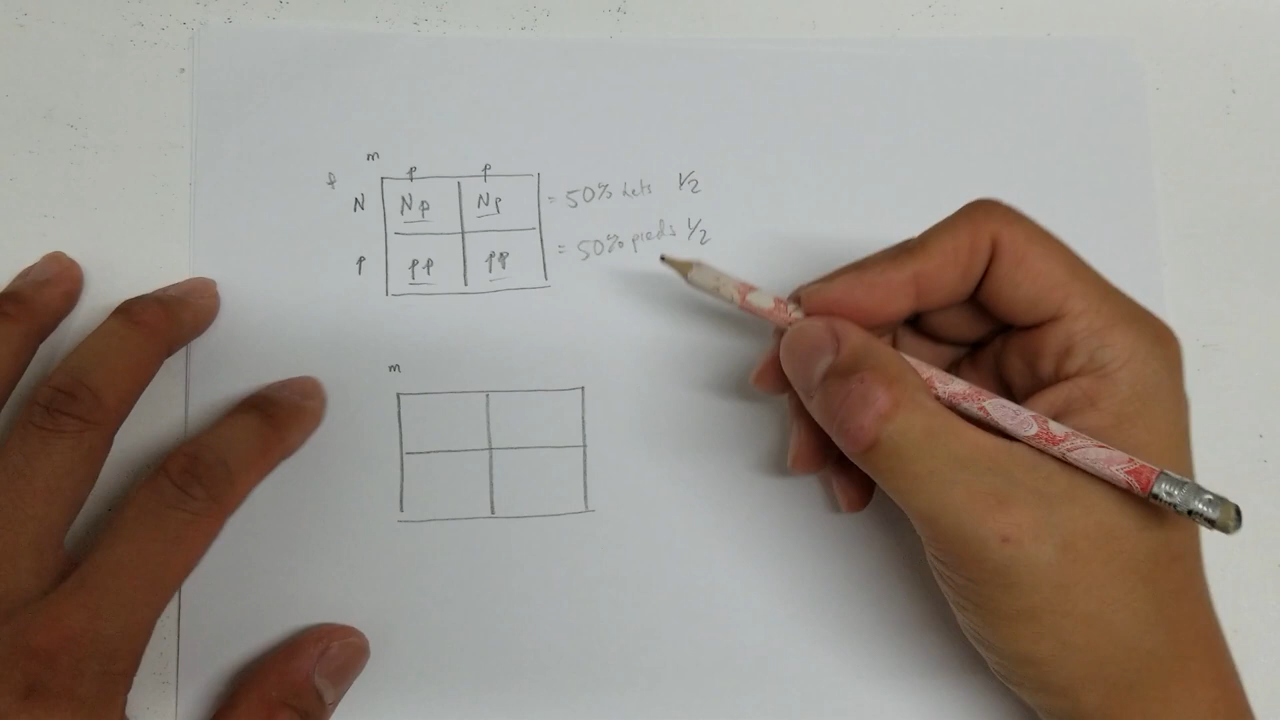 m
f p p
N Np Np = 50% hets 1/2
p pp pp = 50% pieds 1/2
m